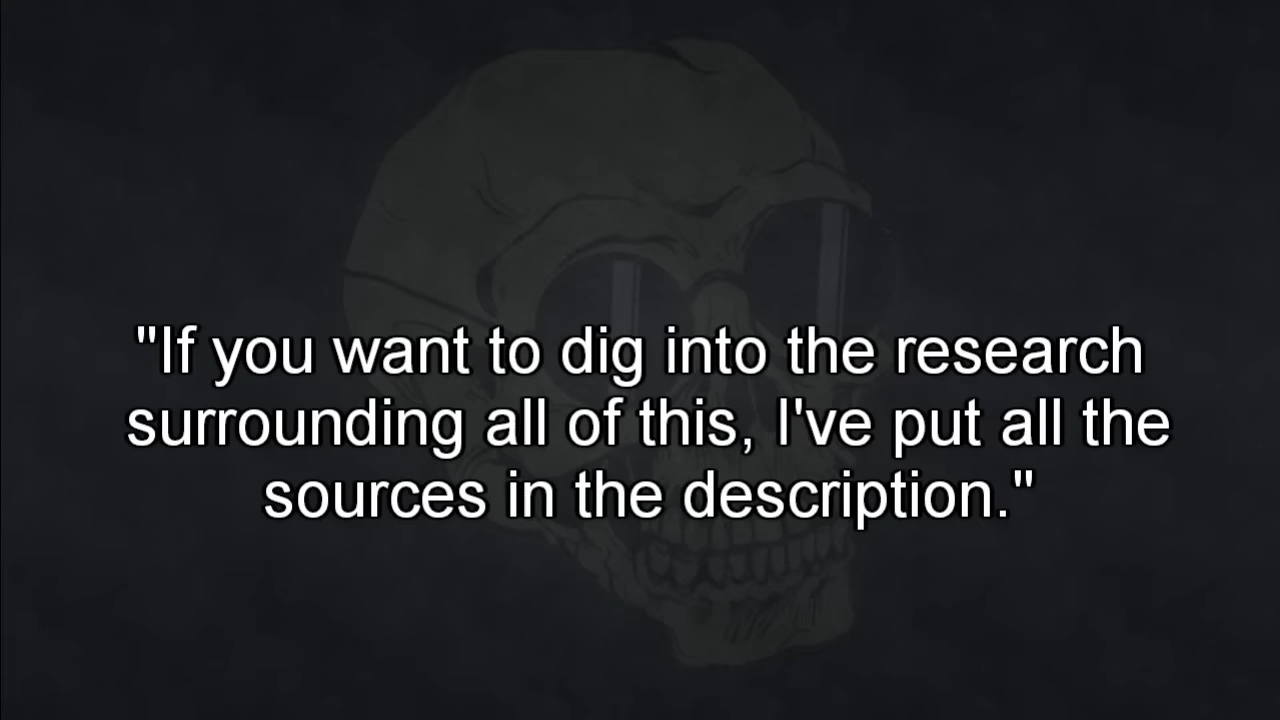 "If you want to dig into the research
surrounding all of this, I've put all the
sources in the description."